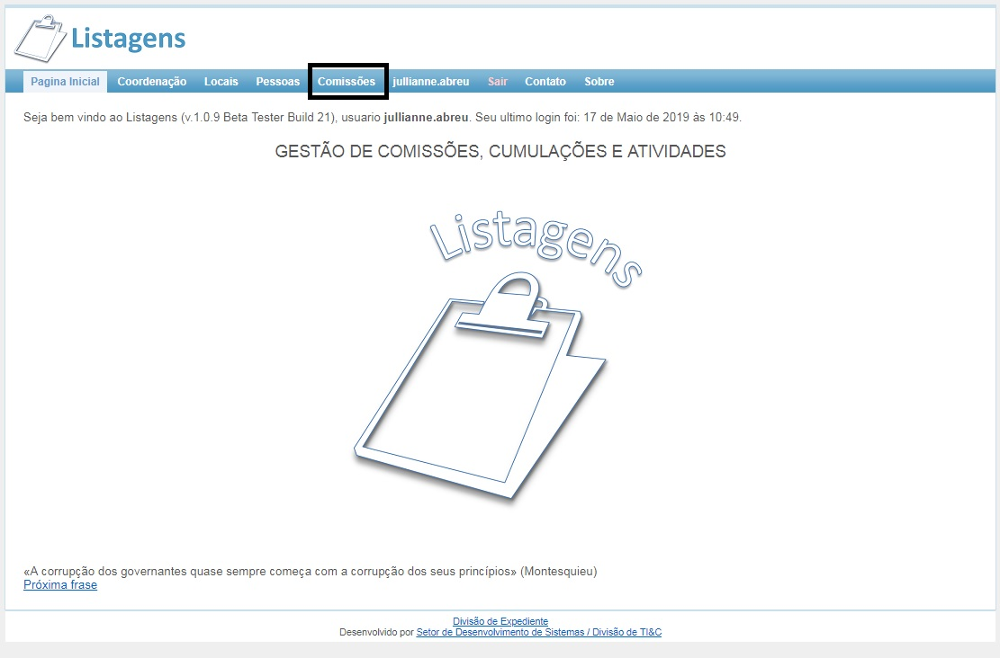 Listagens
Pagina Inicial Coordenação Locais Pessoas Comissões jullianne.abreu Sair Contato Sobre
Seja bem vindo ao Listagens (v.1.0.9 Beta Tester Build 21), usuario jullianne.abreu. Seu ultimo login foi: 17 de Maio de 2019 às 10:49.
GESTÃO DE COMISSÕES, CUMULAÇÕES E ATIVIDADES
Listagens
«A corrupção dos governantes quase sempre começa com a corrupção dos seus princípios» (Montesquieu)
Próxima frase
Divisão de Expediente
Desenvolvido por Setor de Desenvolvimento de Sistemas / Divisão de TI&C